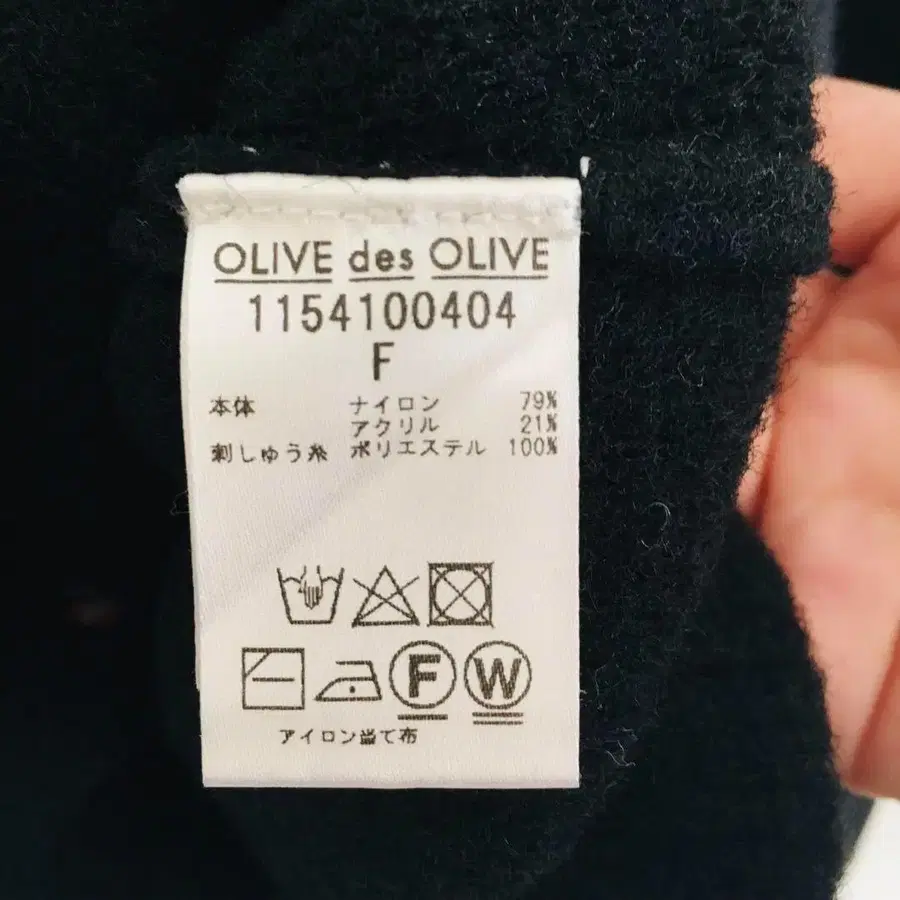 OLIVE des OLIVE
1154100404
F
本体 ナイロン 79%
アクリル 21%
刺しゅう糸 ポリエステル 100%
F W
アイロン当て布